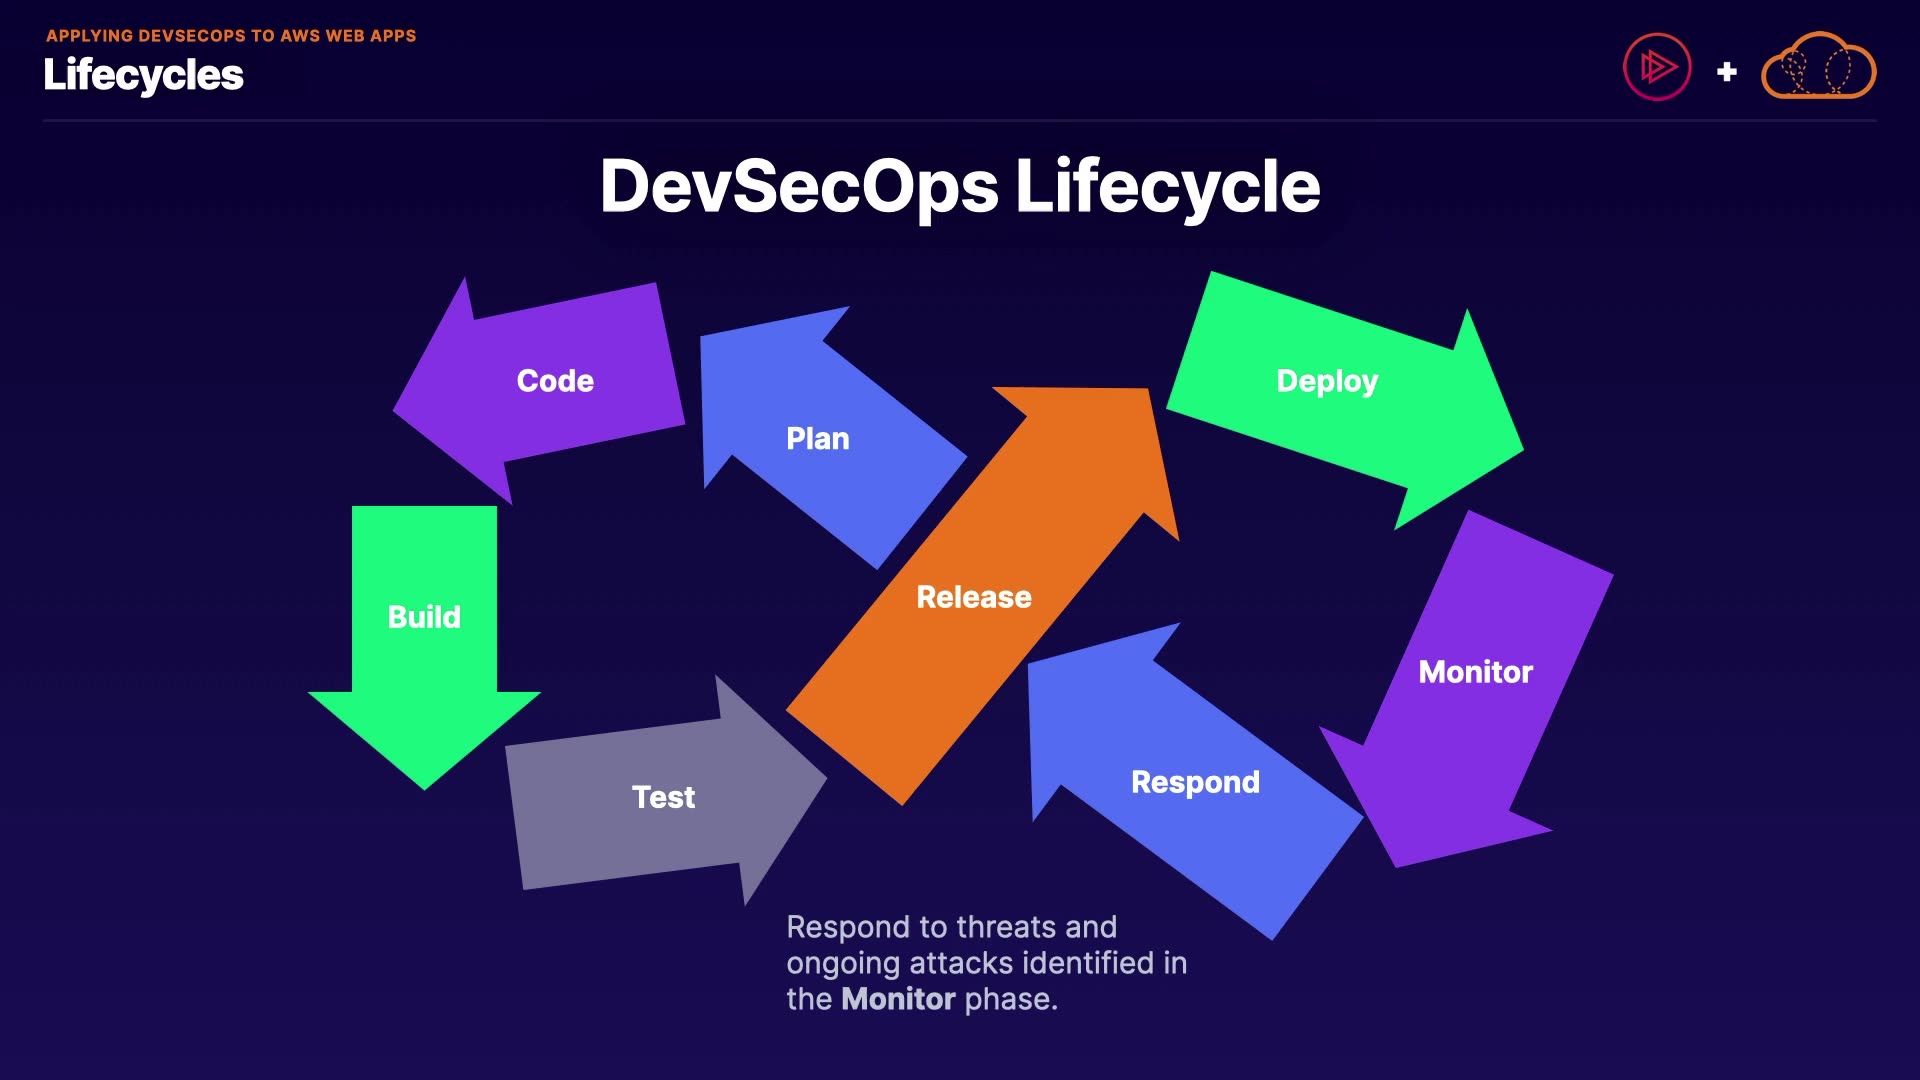 APPLYING DEVSECOPS TO AWS WEB APPS
Lifecycles
+
DevSecOps Lifecycle
Code
Plan
Deploy
Release
Build
Monitor
Test
Respond
Respond to threats and
ongoing attacks identified in
the Monitor phase.